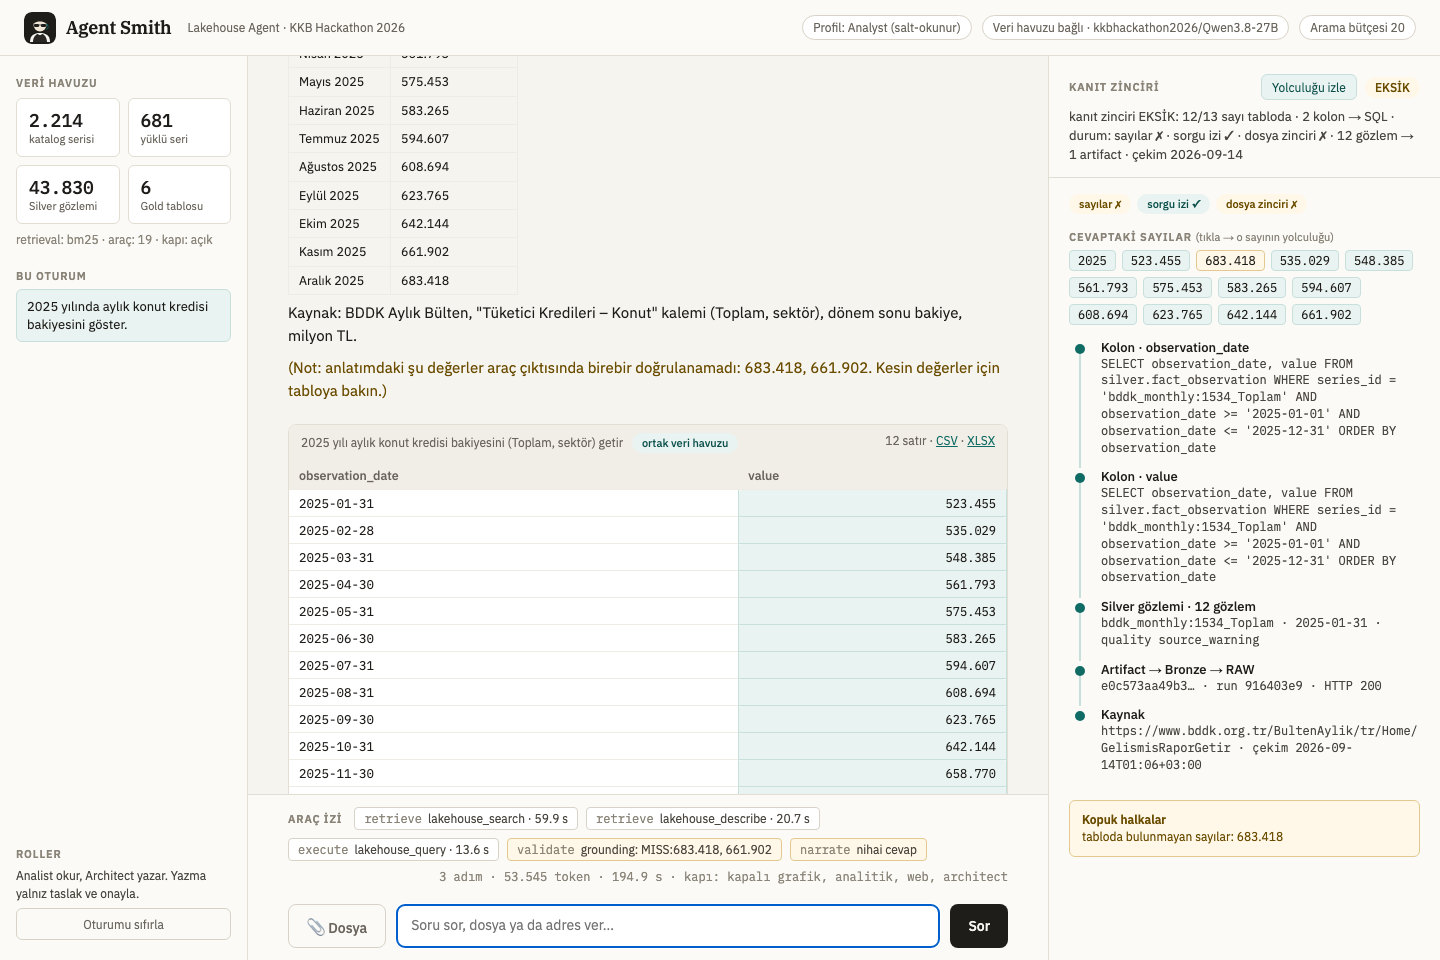 Agent Smith
Lakehouse Agent · KKB Hackathon 2026
Profil: Analyst (salt-okunur)
Veri havuzu bağlı · kkbhackathon2026/Qwen3.8-27B
Arama bütçesi 20
VERİ HAVUZU
2.214
katalog serisi
681
yüklü seri
43.830
Silver gözlemi
6
Gold tablosu
retrieval: bm25 · araç: 19 · kapı: açık
BU OTURUM
2025 yılında aylık konut kredisi
bakiyesini göster.
ROLLER
Analist okur, Architect yazar. Yazma
yalnız taslak ve onayla.
Oturumu sıfırla
Nisan 2025 561.793
Mayıs 2025 575.453
Haziran 2025 583.265
Temmuz 2025 594.607
Ağustos 2025 608.694
Eylül 2025 623.765
Ekim 2025 642.144
Kasım 2025 661.902
Aralık 2025 683.418
Kaynak: BDDK Aylık Bülten, "Tüketici Kredileri – Konut" kalemi (Toplam, sektör), dönem sonu bakiye,
milyon TL.
(Not: anlatımdaki şu değerler araç çıktısında birebir doğrulanamadı: 683.418, 661.902. Kesin değerler için
tabloya bakın.)
2025 yılı aylık konut kredisi bakiyesini (Toplam, sektör) getir ortak veri havuzu 12 satır · CSV · XLSX
observation_date value
2025-01-31 523.455
2025-02-28 535.029
2025-03-31 548.385
2025-04-30 561.793
2025-05-31 575.453
2025-06-30 583.265
2025-07-31 594.607
2025-08-31 608.694
2025-09-30 623.765
2025-10-31 642.144
2025-11-30 658.770
ARAÇ İZİ retrieve lakehouse_search · 59.9 s retrieve lakehouse_describe · 20.7 s
execute lakehouse_query · 13.6 s validate grounding: MISS:683.418, 661.902 narrate nihai cevap
3 adım · 53.545 token · 194.9 s · kapı: kapalı grafik, analitik, web, architect
📎 Dosya
Soru sor, dosya ya da adres ver...
Sor
KANIT ZİNCİRİ Yolculuğu izle EKSİK
kanıt zinciri EKSİK: 12/13 sayı tabloda · 2 kolon → SQL ·
durum: sayılar ✗ · sorgu izi ✓ · dosya zinciri ✗ · 12 gözlem →
1 artifact · çekim 2026-09-14
sayılar ✗ sorgu izi ✓ dosya zinciri ✗
CEVAPTAKİ SAYILAR (tıkla → o sayının yolculuğu)
2025 523.455 683.418 535.029 548.385
561.793 575.453 583.265 594.607
608.694 623.765 642.144 661.902
Kolon · observation_date
SELECT observation_date, value FROM
silver.fact_observation WHERE series_id =
'bddk_monthly:1534_Toplam' AND
observation_date >= '2025-01-01' AND
observation_date <= '2025-12-31' ORDER BY
observation_date
Kolon · value
SELECT observation_date, value FROM
silver.fact_observation WHERE series_id =
'bddk_monthly:1534_Toplam' AND
observation_date >= '2025-01-01' AND
observation_date <= '2025-12-31' ORDER BY
observation_date
Silver gözlemi · 12 gözlem
bddk_monthly:1534_Toplam · 2025-01-31 ·
quality source_warning
Artifact → Bronze → RAW
e0c573aa49b3… · run 916403e9 · HTTP 200
Kaynak
https://www.bddk.org.tr/BultenAylik/tr/Home/
GelismisRaporGetir · çekim 2026-09-
14T01:06+03:00
Kopuk halkalar
tabloda bulunmayan sayılar: 683.418